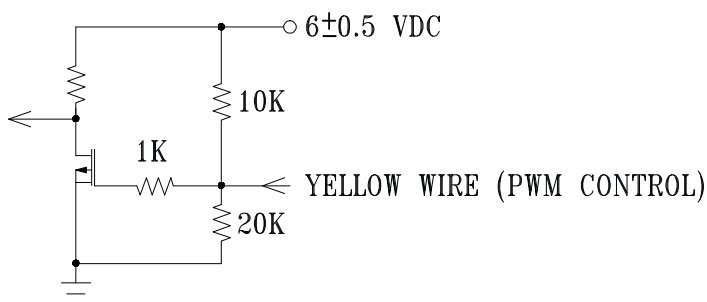 6±0.5 VDC
10K
1K
YELLOW WIRE (PWM CONTROL)
20K